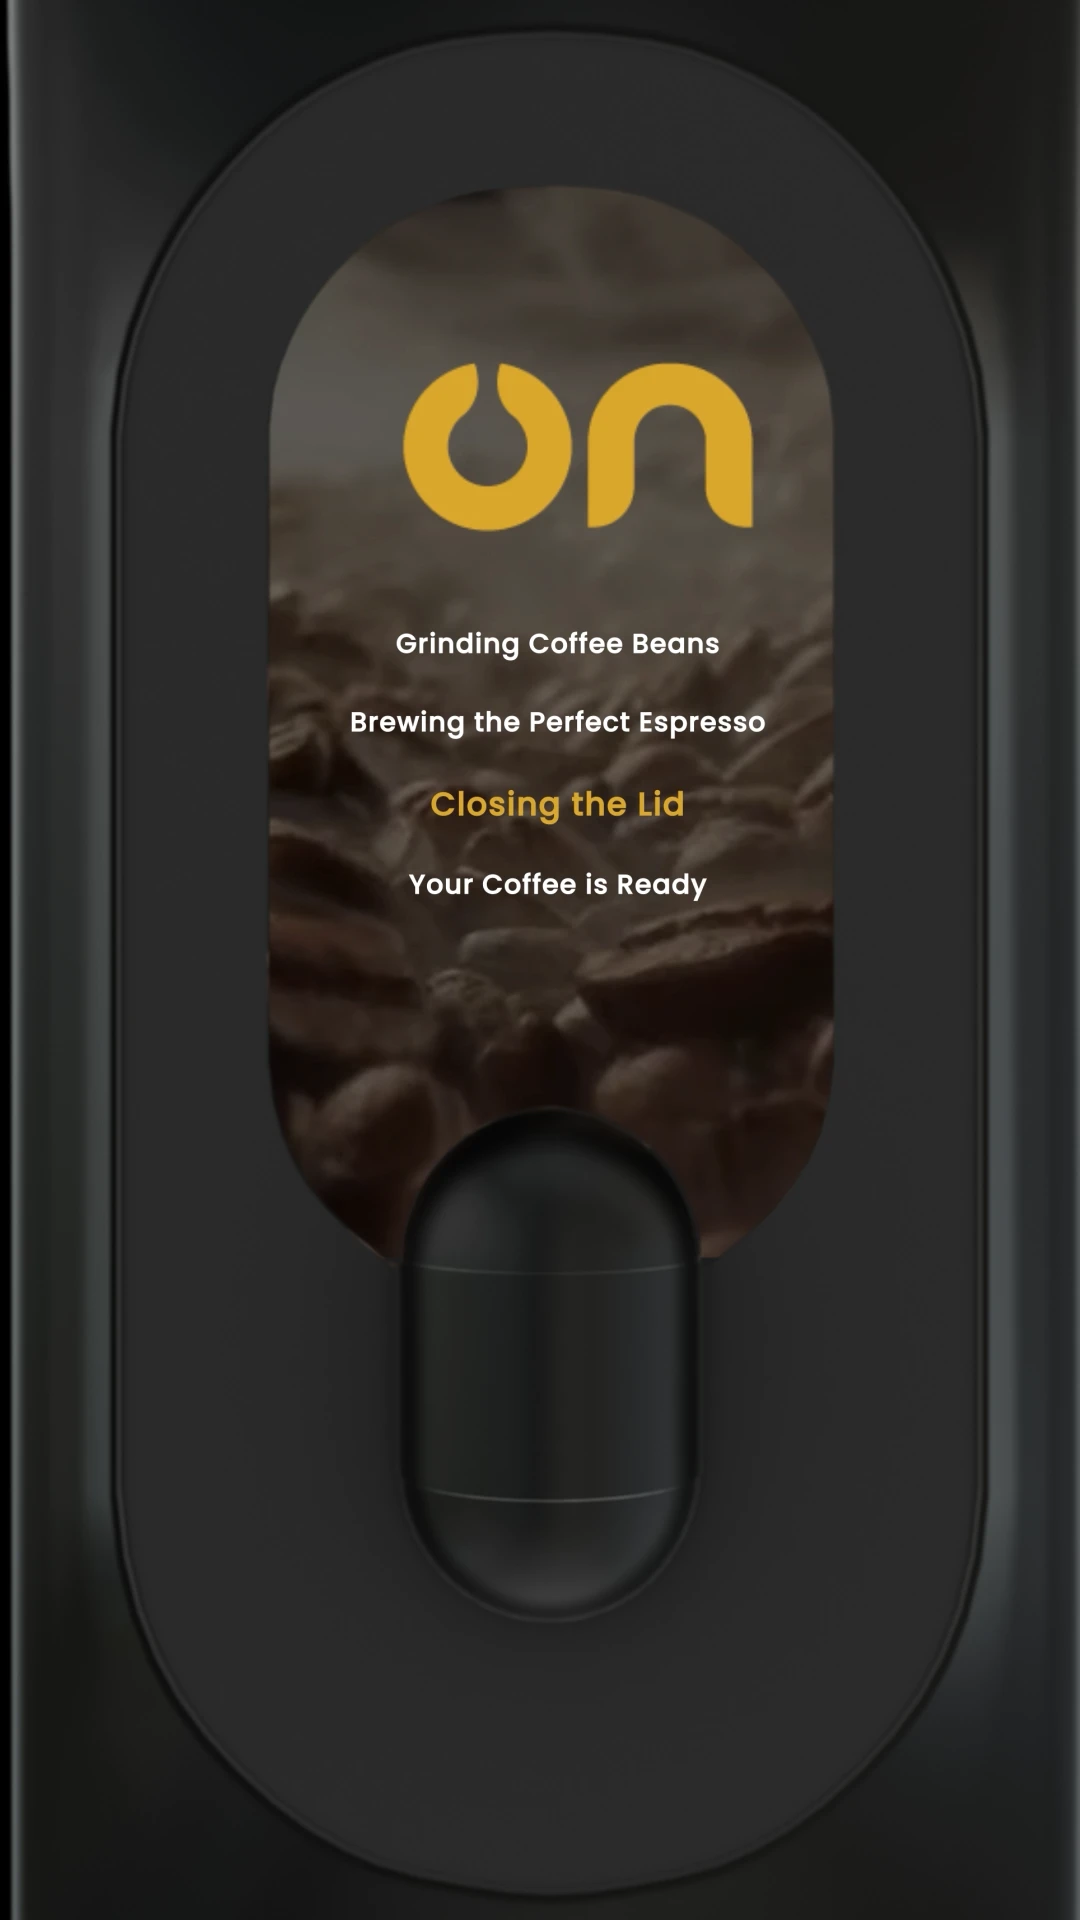 on
Grinding Coffee Beans
Brewing the Perfect Espresso
Closing the Lid
Your Coffee is Ready